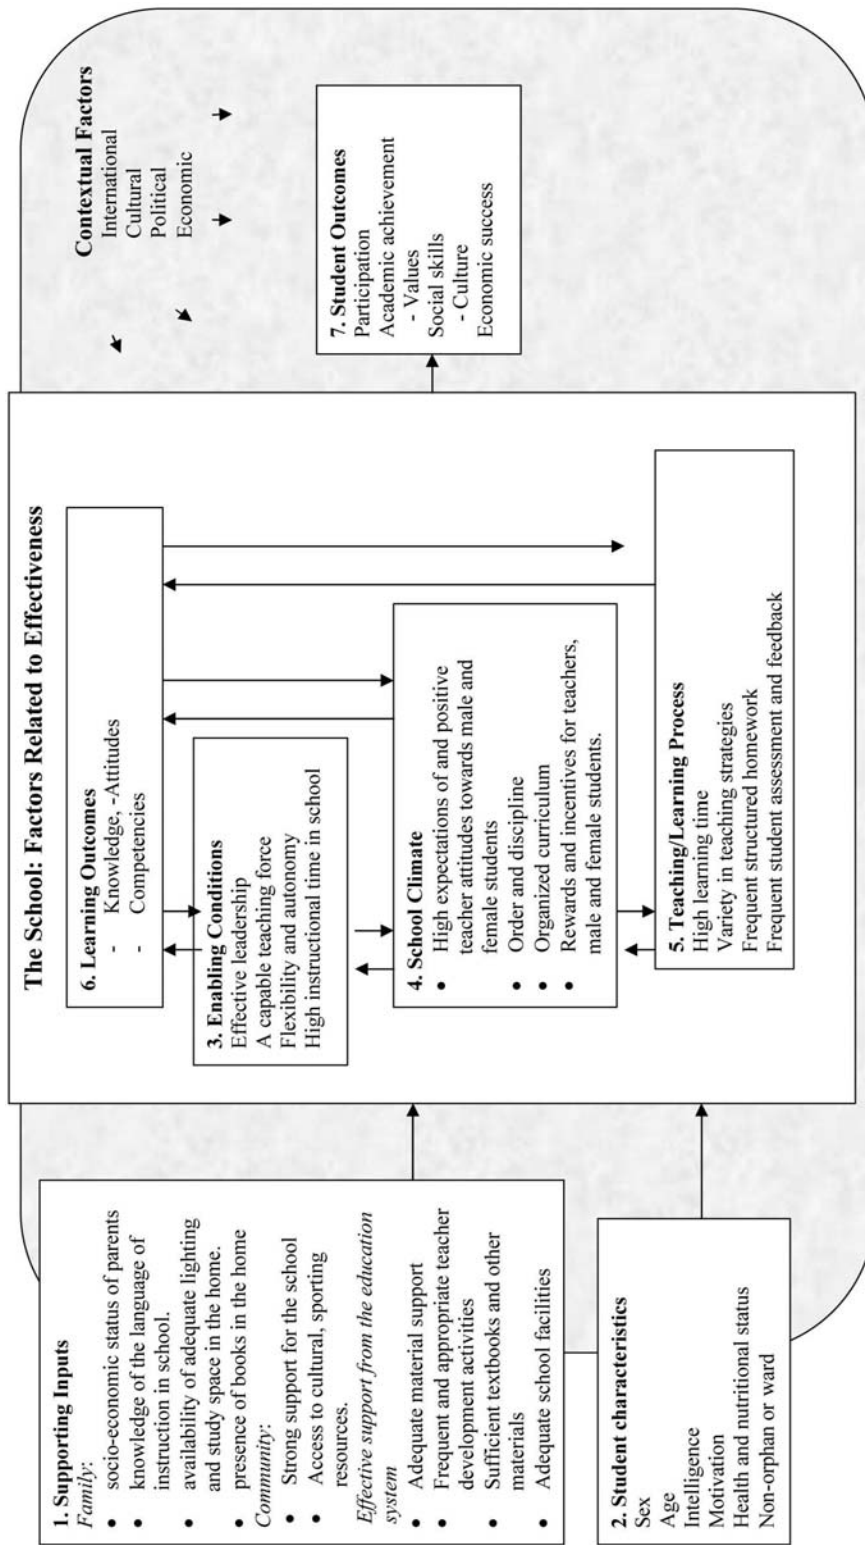 1. Supporting Inputs
Family:
● socio-economic status of parents
● knowledge of the language of
instruction in school.
● availability of adequate lighting
and study space in the home.
● presence of books in the home
Community:
● Strong support for the school
● Access to cultural, sporting
resources.
Effective support from the education
system
● Adequate material support
● Frequent and appropriate teacher
development activities
● Sufficient textbooks and other
materials
● Adequate school facilities
2. Student characteristics
Sex
Age
Intelligence
Motivation
Health and nutritional status
Non-orphan or ward
The School: Factors Related to Effectiveness
6. Learning Outcomes
- Knowledge, -Attitudes
- Competencies
3. Enabling Conditions
Effective leadership
A capable teaching force
Flexibility and autonomy
High instructional time in school
4. School Climate
● High expectations of and positive
teacher attitudes towards male and
female students
● Order and discipline
● Organized curriculum
● Rewards and incentives for teachers,
male and female students.
5. Teaching/Learning Process
High learning time
Variety in teaching strategies
Frequent structured homework
Frequent student assessment and feedback
Contextual Factors
International
Cultural
Political
Economic
7. Student Outcomes
Participation
Academic achievement
- Values
Social skills
- Culture
Economic success